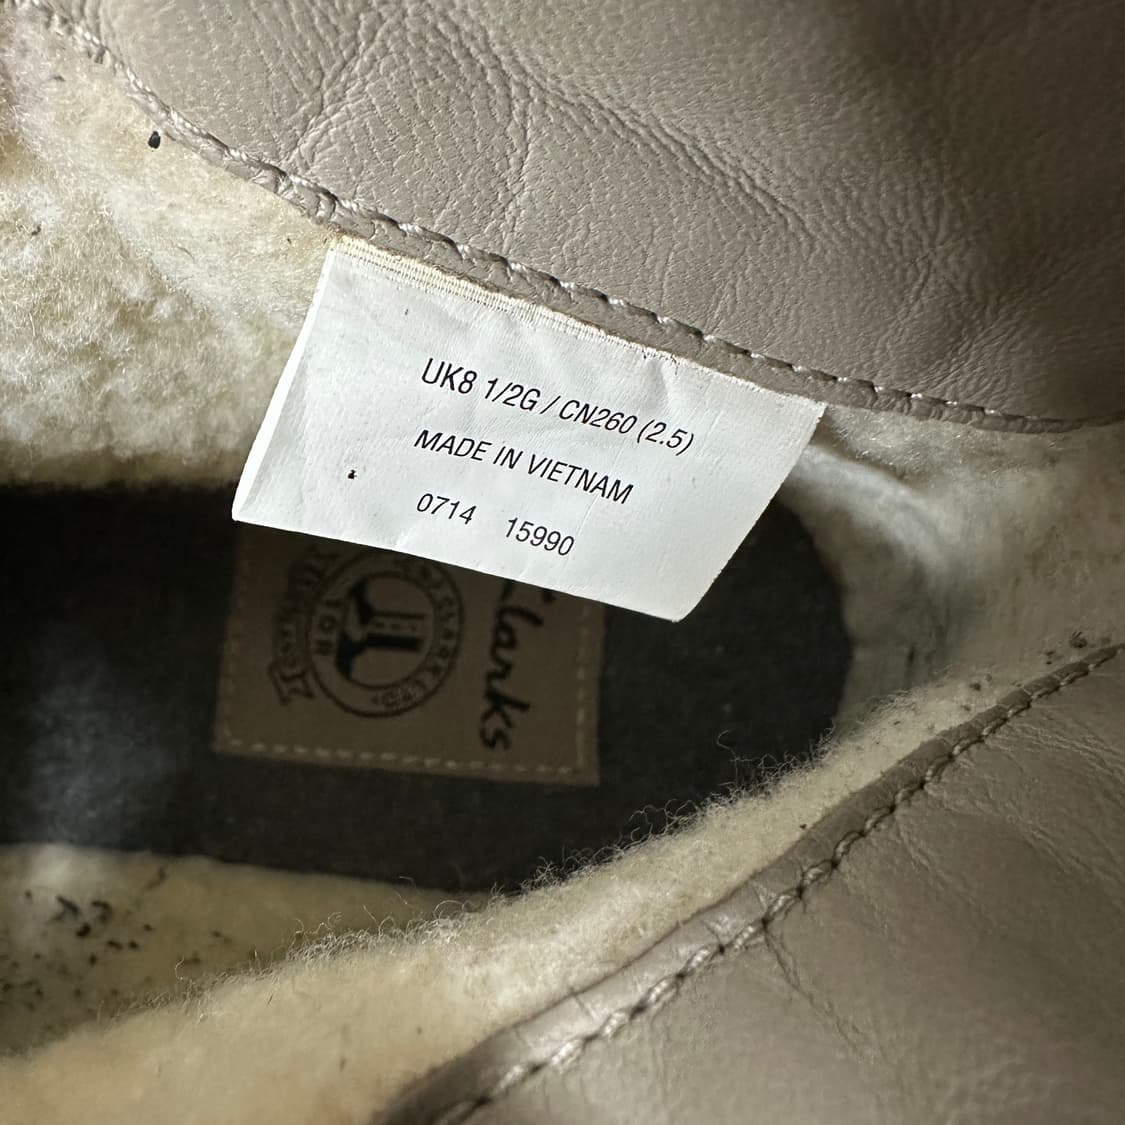 UK8 1/2G / CN260 (2.5)
MADE IN VIETNAM
0714 15990
Clarks